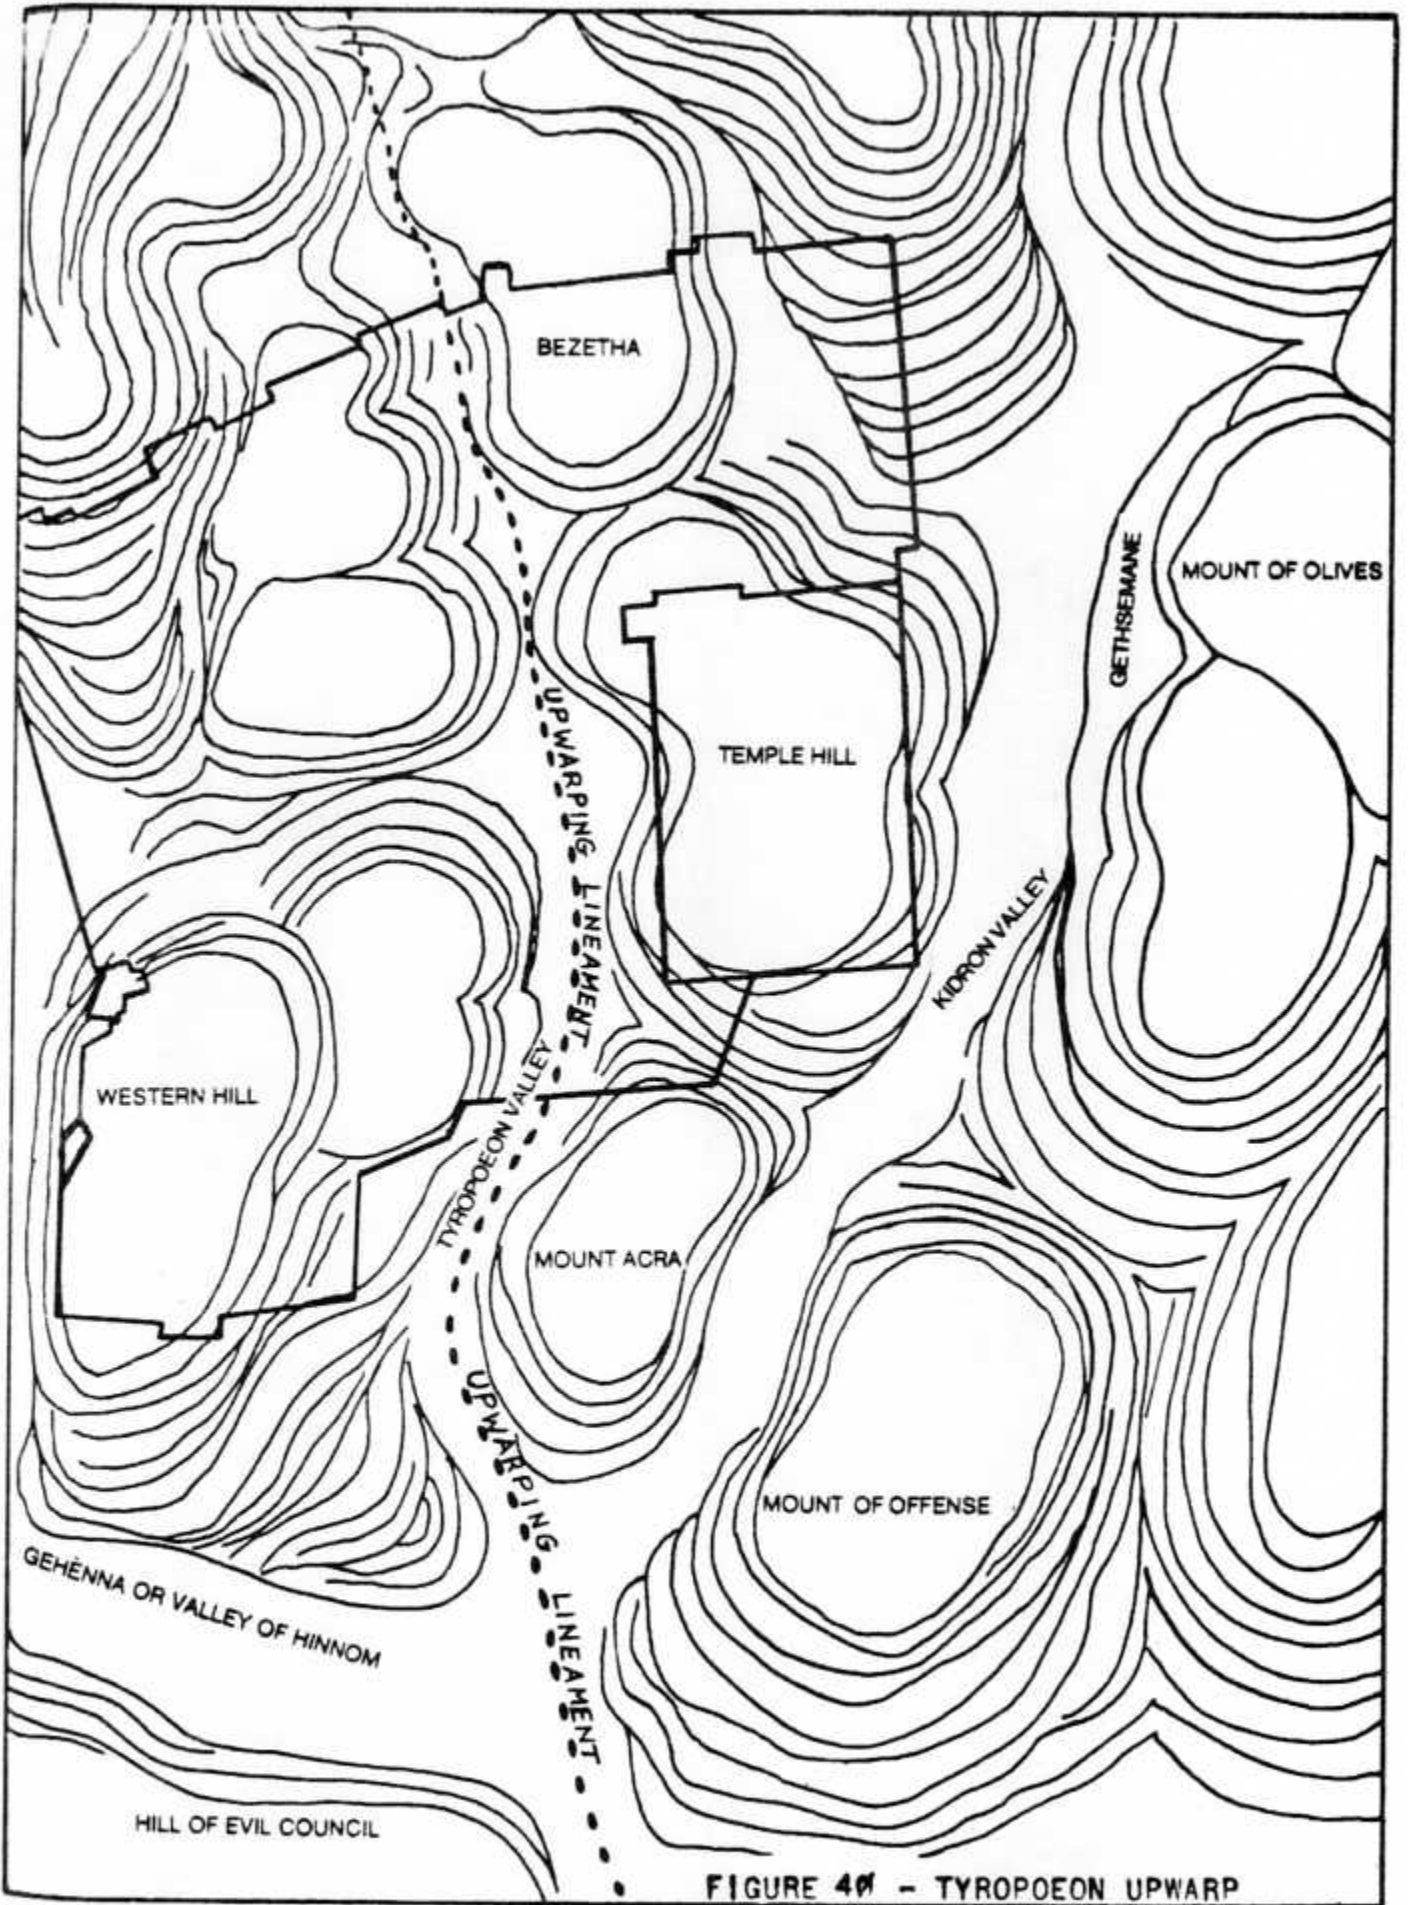 BEZETHA
MOUNT OF OLIVES
GETHSEMANE
UPWARPING LINEAMENT
TEMPLE HILL
KIDRON VALLEY
WESTERN HILL
TYROPOEON VALLEY
MOUNT ACRA
UPWARPING LINEAMENT
MOUNT OF OFFENSE
GEHÈNNA OR VALLEY OF HINNOM
HILL OF EVIL COUNCIL
FIGURE 40 - TYROPOEON UPWARP